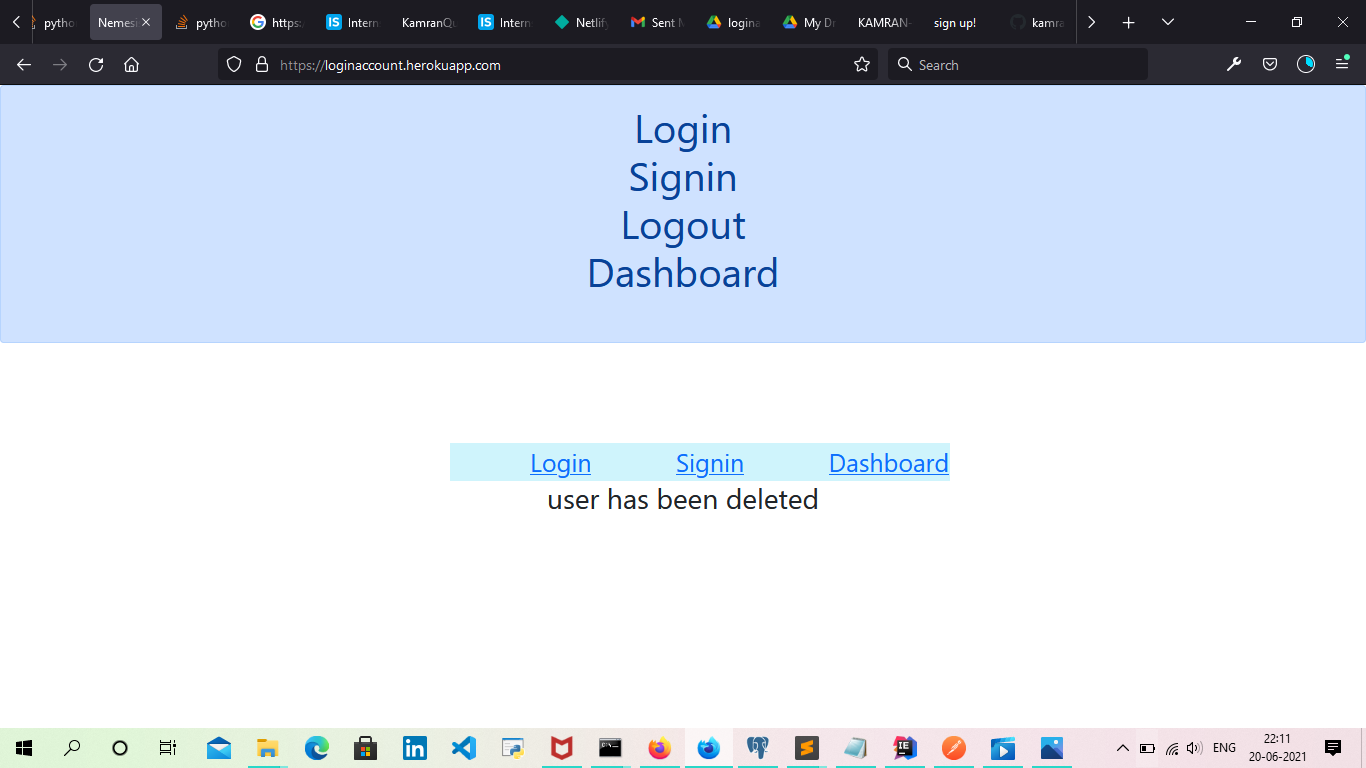 pytho Nemesi pytho https: Intern KamranQu Intern Netlify Sent M logina My Dr KAMRAN- sign up! kamra
https://loginaccount.herokuapp.com Search
Login
Signin
Logout
Dashboard
Login Signin Dashboard
user has been deleted
ENG 22:11
20-06-2021